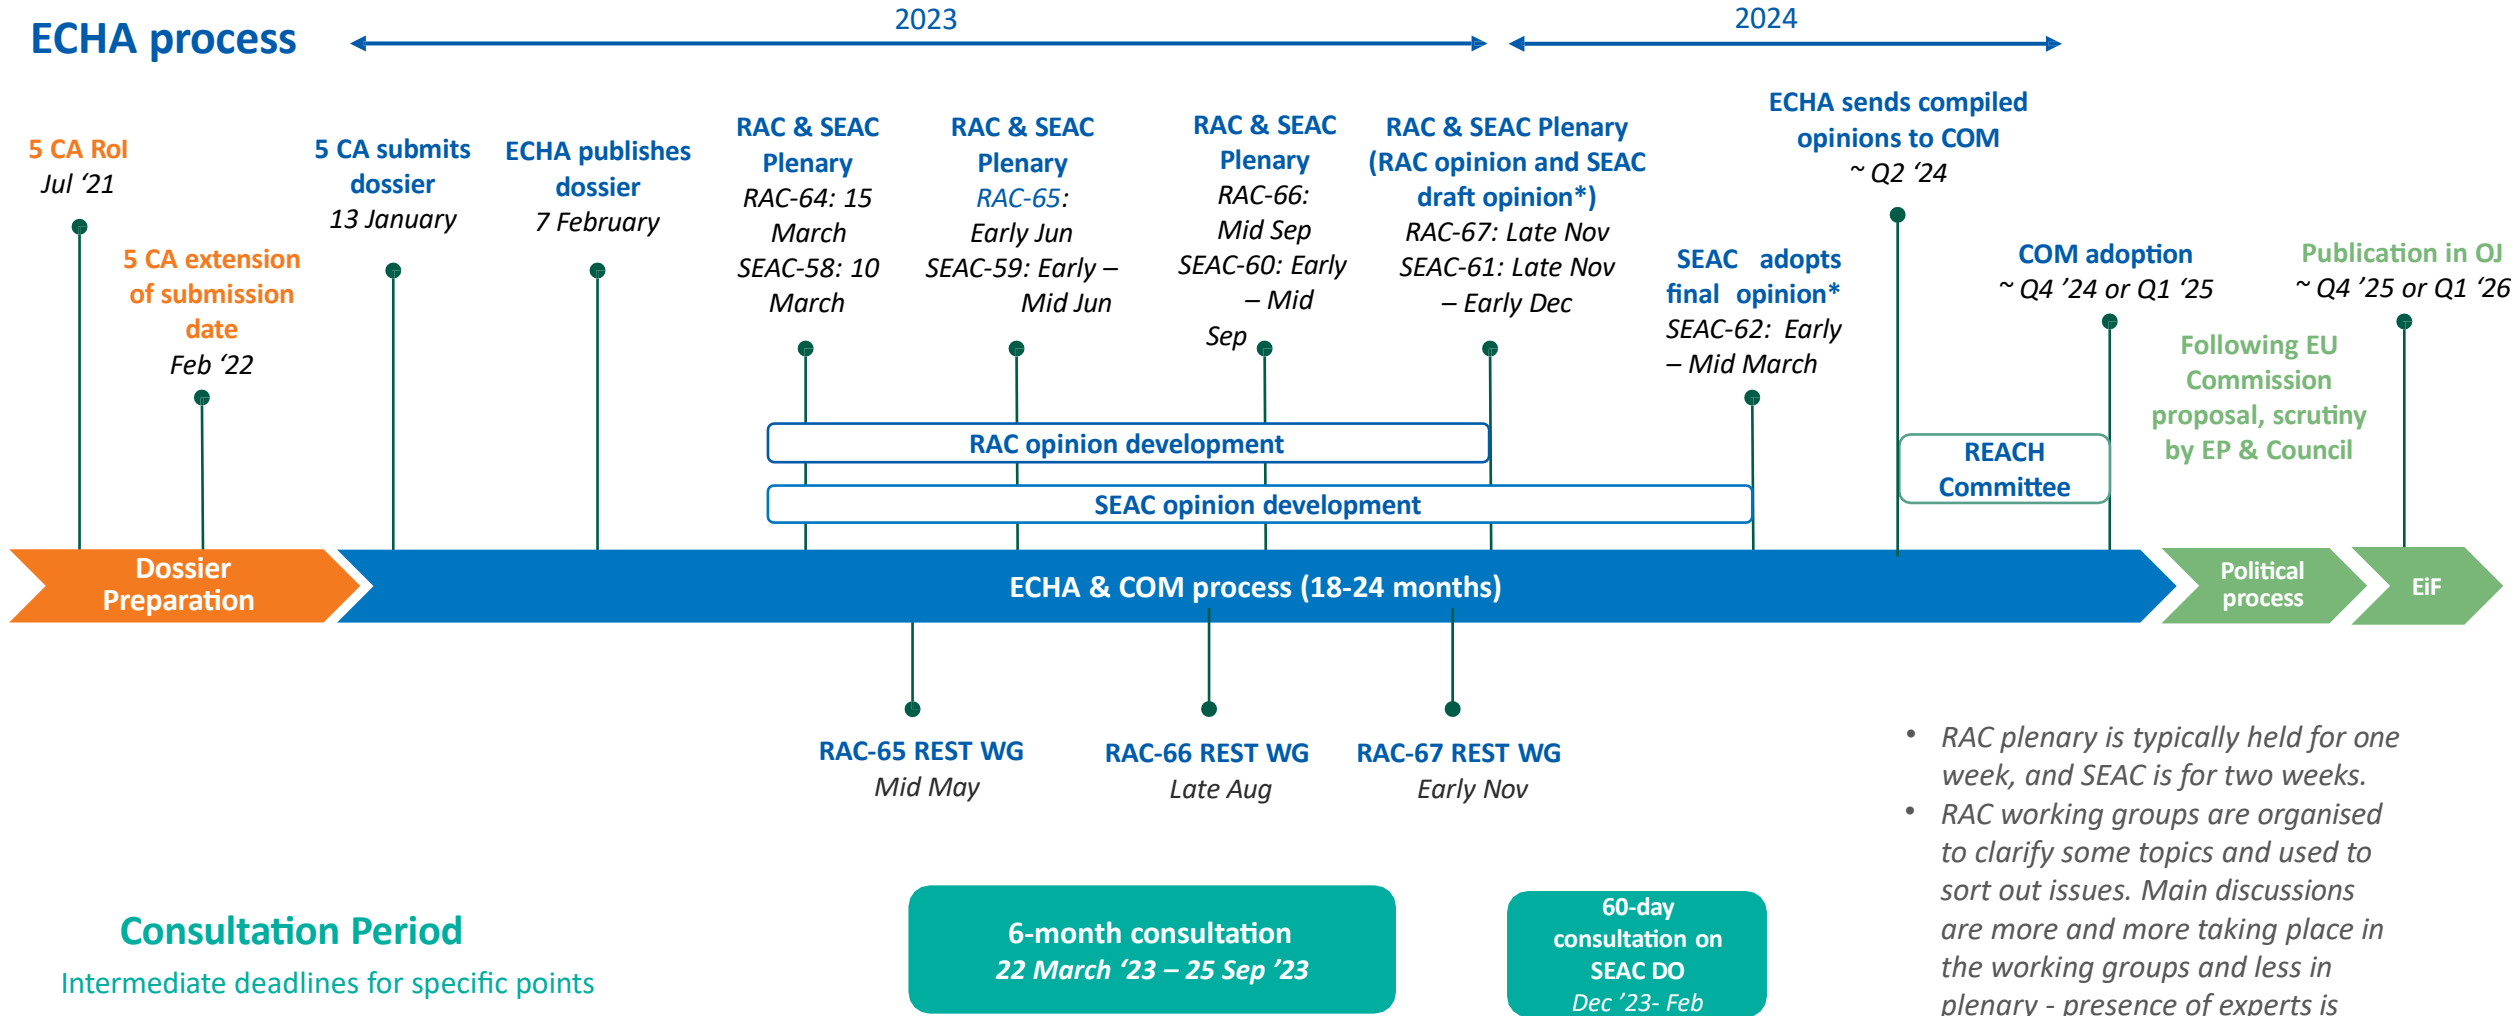 ECHA process
2023
2024
5 CA RoI
Jul ‘21
5 CA extension
of submission
date
Feb ‘22
5 CA submits
dossier
13 January
ECHA publishes
dossier
7 February
RAC & SEAC
Plenary
RAC-64: 15
March
SEAC-58: 10
March
RAC & SEAC
Plenary
RAC-65:
Early Jun
SEAC-59: Early –
Mid Jun
RAC & SEAC
Plenary
RAC-66:
Mid Sep
SEAC-60: Early
– Mid
Sep
RAC & SEAC Plenary
(RAC opinion and SEAC
draft opinion*)
RAC-67: Late Nov
SEAC-61: Late Nov
– Early Dec
SEAC adopts
final opinion*
SEAC-62: Early
– Mid March
ECHA sends compiled
opinions to COM
~ Q2 ‘24
COM adoption
~ Q4 ’24 or Q1 ‘25
Publication in OJ
~ Q4 ’25 or Q1 ‘26
Following EU
Commission
proposal, scrutiny
by EP & Council
RAC opinion development
SEAC opinion development
REACH
Committee
Dossier
Preparation
ECHA & COM process (18-24 months)
Political
process
EiF
RAC-65 REST WG
Mid May
RAC-66 REST WG
Late Aug
RAC-67 REST WG
Early Nov
• RAC plenary is typically held for one
week, and SEAC is for two weeks.
• RAC working groups are organised
to clarify some topics and used to
sort out issues. Main discussions
are more and more taking place in
the working groups and less in
plenary - presence of experts is
Consultation Period
Intermediate deadlines for specific points
6-month consultation
22 March ‘23 – 25 Sep ’23
60-day
consultation on
SEAC DO
Dec ’23- Feb